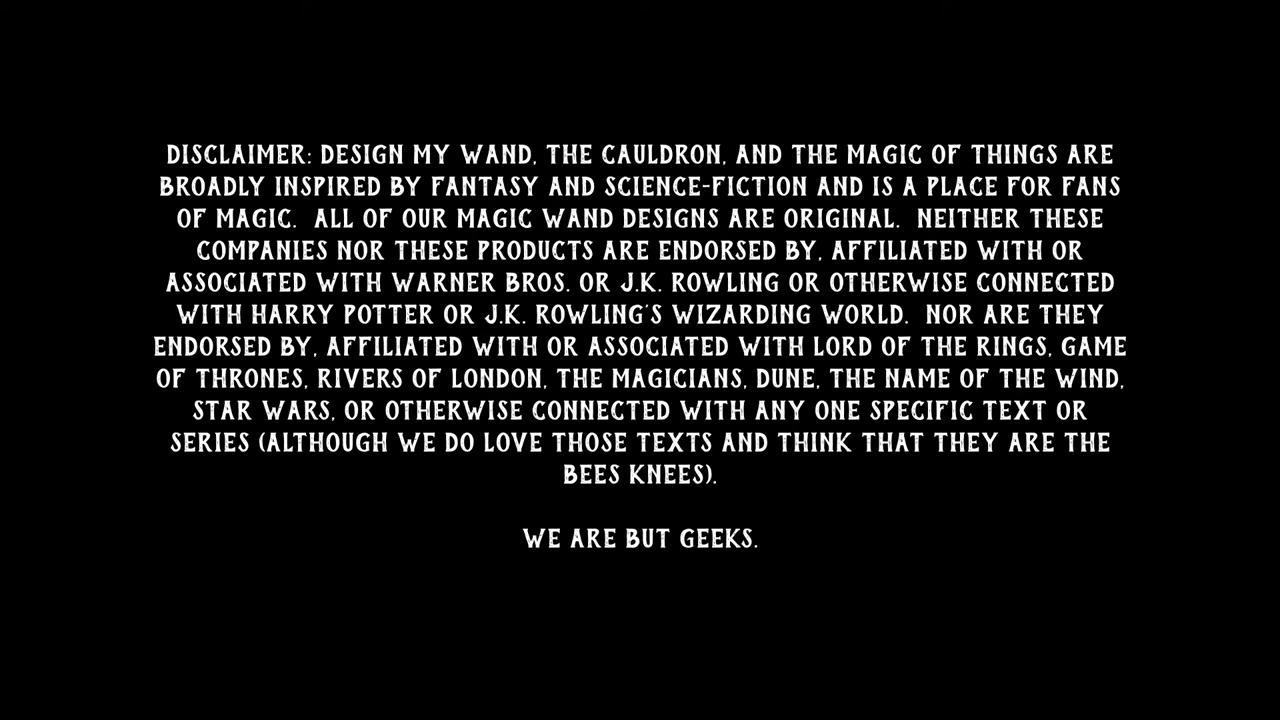 DISCLAIMER: DESIGN MY WAND, THE CAULDRON, AND THE MAGIC OF THINGS ARE
BROADLY INSPIRED BY FANTASY AND SCIENCE-FICTION AND IS A PLACE FOR FANS
OF MAGIC. ALL OF OUR MAGIC WAND DESIGNS ARE ORIGINAL. NEITHER THESE
COMPANIES NOR THESE PRODUCTS ARE ENDORSED BY, AFFILIATED WITH OR
ASSOCIATED WITH WARNER BROS. OR J.K. ROWLING OR OTHERWISE CONNECTED
WITH HARRY POTTER OR J.K. ROWLING'S WIZARDING WORLD. NOR ARE THEY
ENDORSED BY, AFFILIATED WITH OR ASSOCIATED WITH LORD OF THE RINGS, GAME
OF THRONES, RIVERS OF LONDON, THE MAGICIANS, DUNE, THE NAME OF THE WIND,
STAR WARS, OR OTHERWISE CONNECTED WITH ANY ONE SPECIFIC TEXT OR
SERIES (ALTHOUGH WE DO LOVE THOSE TEXTS AND THINK THAT THEY ARE THE
BEES KNEES).
WE ARE BUT GEEKS.